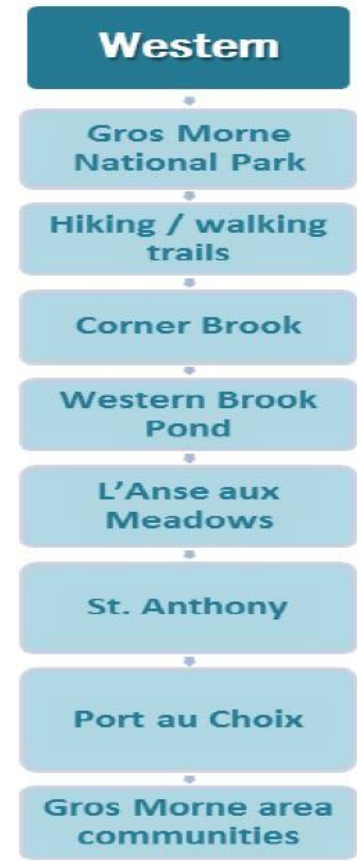 Western
Gros Morne
National Park
Hiking / walking
trails
Corner Brook
Western Brook
Pond
L’Anse aux
Meadows
St. Anthony
Port au Choix
Gros Morne area
communities